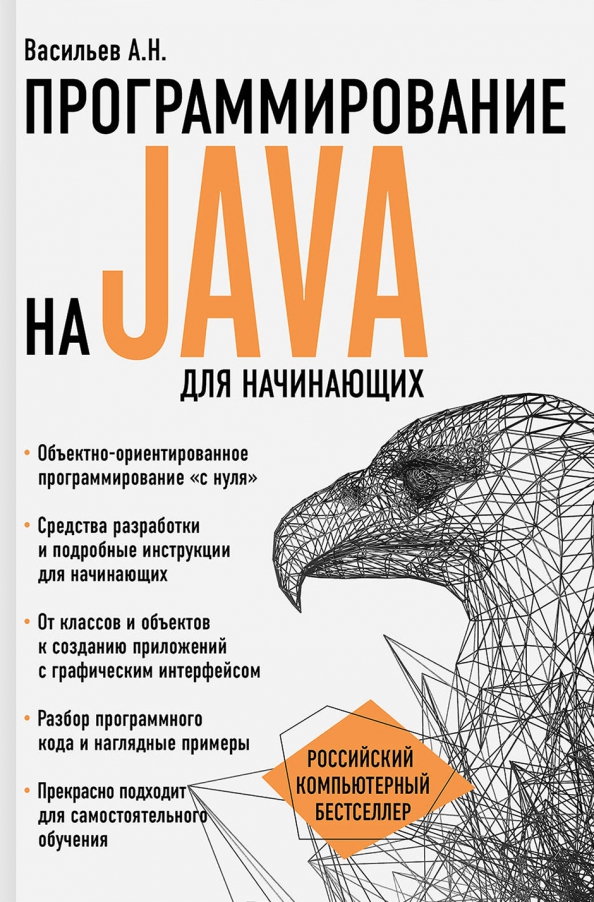 Васильев А.Н.
ПРОГРАММИРОВАНИЕ
НА JAVA
ДЛЯ НАЧИНАЮЩИХ
• Объектно-ориентированное
программирование «с нуля»
• Средства разработки
и подробные инструкции
для начинающих
• От классов и объектов
к созданию приложений
с графическим интерфейсом
• Разбор программного
кода и наглядные примеры
• Прекрасно подходит
для самостоятельного
обучения
РОССИЙСКИЙ
КОМПЬЮТЕРНЫЙ
БЕСТСЕЛЛЕР